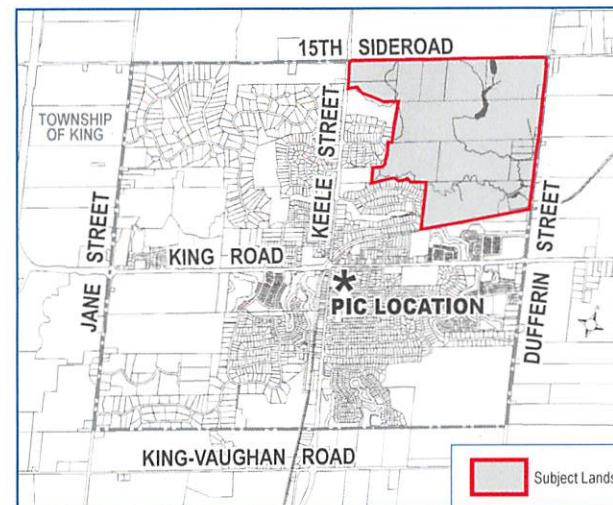 15TH SIDEROAD
TOWNSHIP
OF KING
KEELE STREET
JANE STREET
KING ROAD
PIC LOCATION
DUFFERIN STREET
KING-VAUGHAN ROAD
Subject Lands